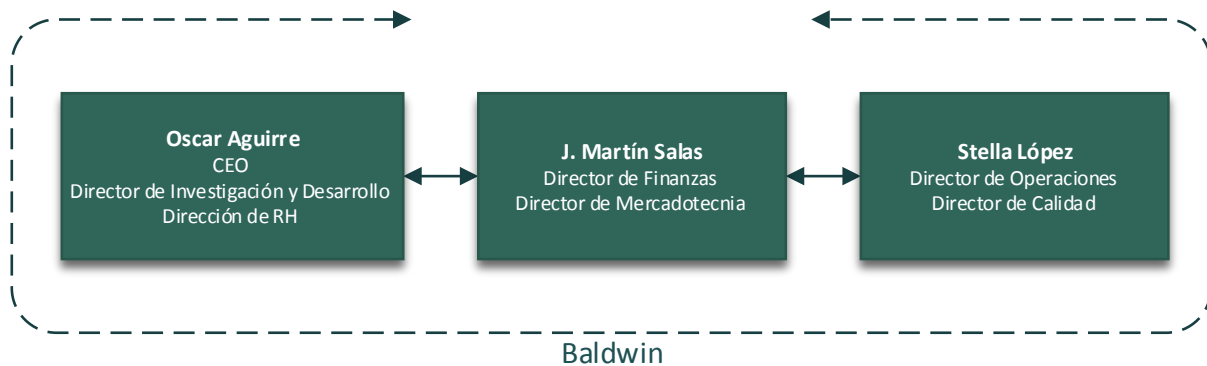 Oscar Aguirre
CEO
Director de Investigación y Desarrollo
Dirección de RH
J. Martín Salas
Director de Finanzas
Director de Mercadotecnia
Stella López
Director de Operaciones
Director de Calidad
Baldwin